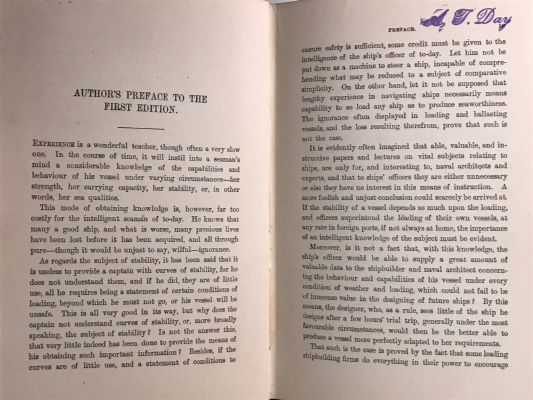 AUTHOR'S PREFACE TO THE
FIRST EDITION.
EXPERIENCE is a wonderful teacher, though often a very slow
one. In the course of time, it will instil into a seaman's
mind a considerable knowledge of the capabilities and
behaviour of his vessel under varying circumstances—her
strength, her carrying capacity, her stability, or, in other
words, her sea qualities.
This mode of obtaining knowledge is, however, far too
costly for the intelligent seaman of to-day. He knows that
many a good ship, and what is worse, many precious lives
have been lost before it has been acquired, and all through
pure—though it would be unjust to say, wilful—ignorance.
As regards the subject of stability, it has been said that it
is useless to provide a captain with curves of stability, for he
does not understand them, and if he did, they are of little
use, all he requires being a statement of certain conditions of
loading, beyond which he must not go, or his vessel will be
unsafe. This is all very good in its way, but why does the
captain not understand curves of stability, or, more broadly
speaking, the subject of stability? Is not the answer this,
that very little indeed has been done to provide the means of
his obtaining such important information? Besides, if the
curves are of little use, and a statement of conditions to
PREFACE.
A. T. Day
ensure safety is sufficient, some credit must be given to the
intelligence of the ship's officer of to-day. Let him not be
put down as a machine to steer a ship, incapable of compre-
hending what may be reduced to a subject of comparative
simplicity. On the other hand, let it not be supposed that
lengthy experience in navigating ships necessarily means
capability to so load any ship as to produce seaworthiness.
The ignorance often displayed in loading and ballasting
vessels, and the loss resulting therefrom, prove that such is
not the case.
It is evidently often imagined that able, valuable, and in-
structive papers and lectures on vital subjects relating to
ships, are only for, and interesting to, naval architects and
experts, and that to ships' officers they are either unnecessary
or else they have no interest in this means of instruction. A
more foolish and unjust conclusion could scarcely be arrived at.
If the stability of a vessel depends so much upon the loading,
and officers superintend the loading of their own vessels, at
any rate in foreign ports, if not always at home, the importance
of an intelligent knowledge of the subject must be evident.
Moreover, is it not a fact that, with this knowledge, the
ship's officer would be able to supply a great amount of
valuable data to the shipbuilder and naval architect concern-
ing the behaviour and capabilities of his vessel under every
condition of weather and loading, which could not fail to be
of immense value in the designing of future ships? By this
means, the designer, who, as a rule, sees little of the ship he
designs after a few hours' trial trip, generally under the most
favourable circumstances, would then be the better able to
produce a vessel more perfectly adapted to her requirements.
That such is the case is proved by the fact that some leading
shipbuilding firms do everything in their power to encourage